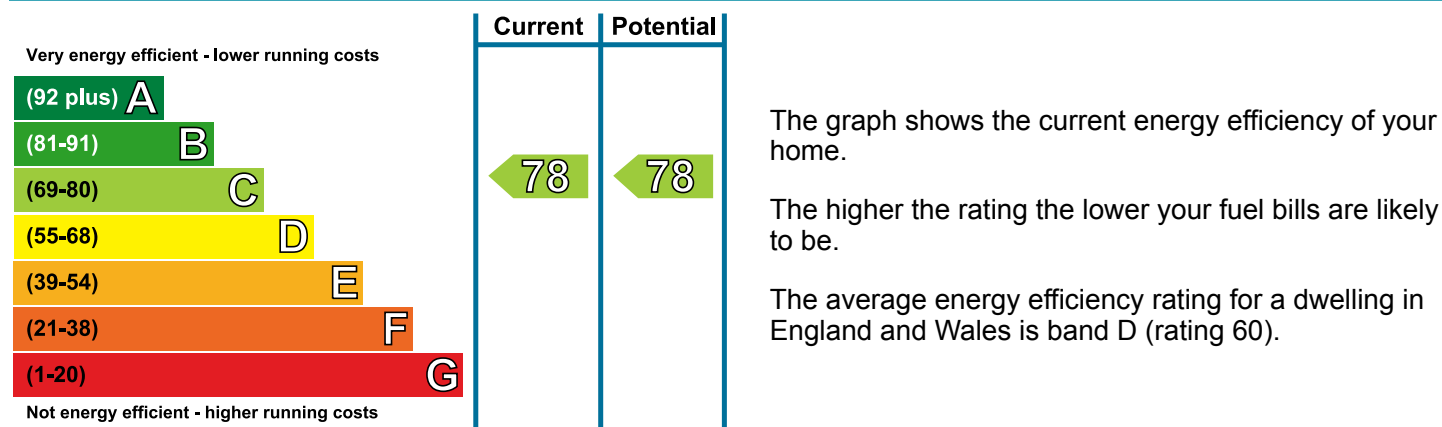 Current Potential
Very energy efficient - lower running costs
(92 plus) A
(81-91) B
(69-80) C
(55-68) D
(39-54) E
(21-38) F
(1-20) G
Not energy efficient - higher running costs
78 78
The graph shows the current energy efficiency of your
home.
The higher the rating the lower your fuel bills are likely
to be.
The average energy efficiency rating for a dwelling in
England and Wales is band D (rating 60).